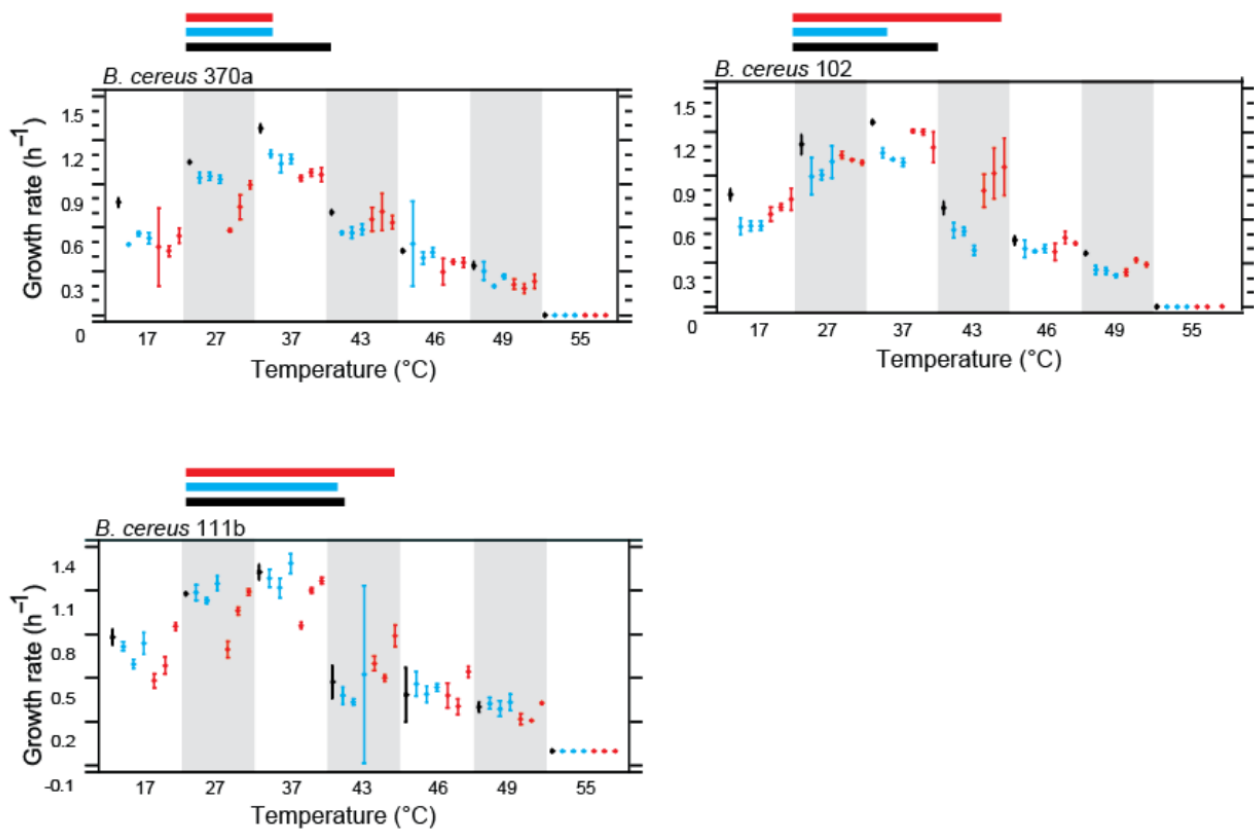 B. cereus 370a
Growth rate (h⁻¹)
1.5
1.2
0.9
0.6
0.3
0
17 27 37 43 46 49 55
Temperature (°C)
B. cereus 102
Growth rate (h⁻¹)
1.5
1.2
0.9
0.6
0.3
0
17 27 37 43 46 49 55
Temperature (°C)
B. cereus 111b
Growth rate (h⁻¹)
1.4
1.1
0.8
0.5
0.2
-0.1
17 27 37 43 46 49 55
Temperature (°C)